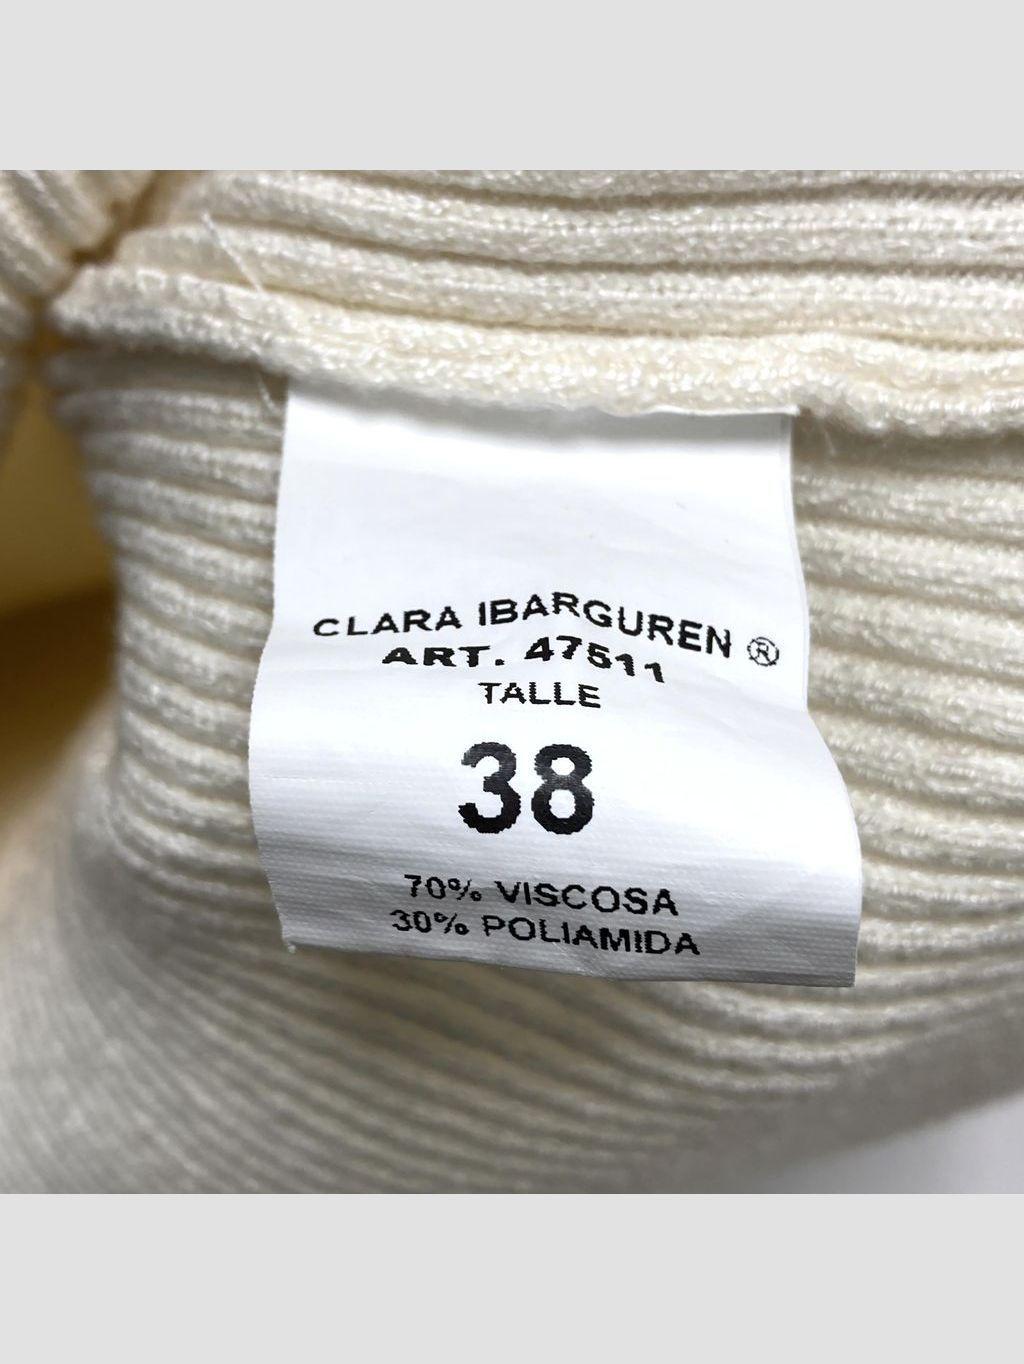 CLARA IBARGUREN ®
ART. 47511
TALLE
38
70% VISCOSA
30% POLIAMIDA